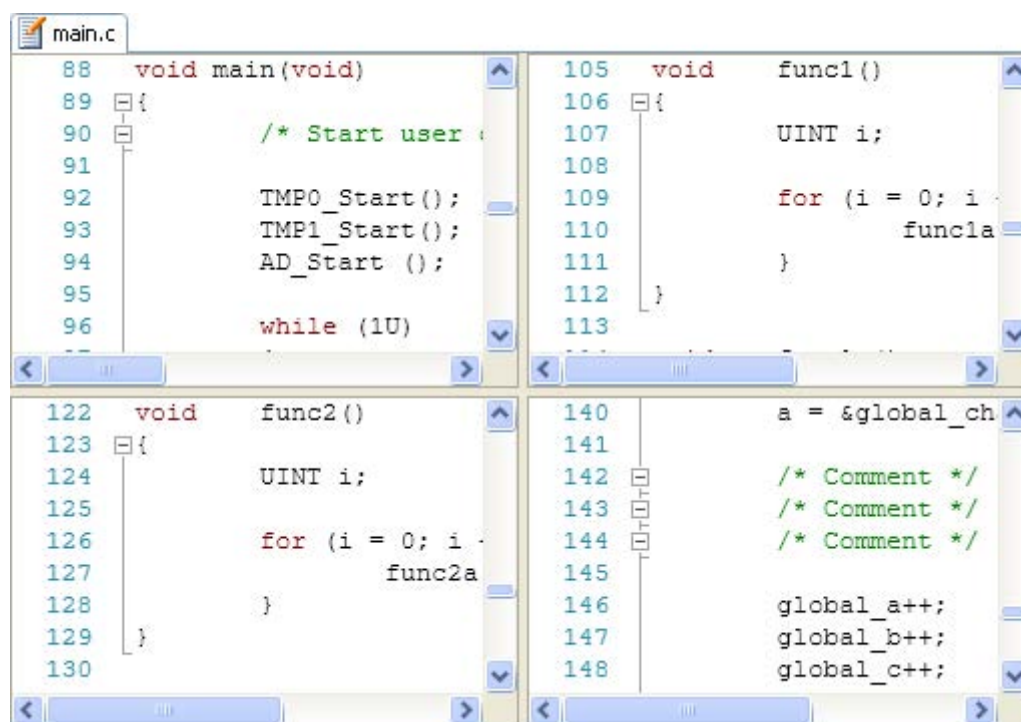 main.c
88 void main(void)
89 {
90 /* Start user
91
92 TMP0_Start();
93 TMP1_Start();
94 AD_Start ();
95
96 while (1U)
105 void func1()
106 {
107 UINT i;
108
109 for (i = 0; i
110 func1a
111 }
112 }
113
122 void func2()
123 {
124 UINT i;
125
126 for (i = 0; i
127 func2a
128 }
129 }
130
140 a = &global_ch
141
142 /* Comment */
143 /* Comment */
144 /* Comment */
145
146 global_a++;
147 global_b++;
148 global_c++;